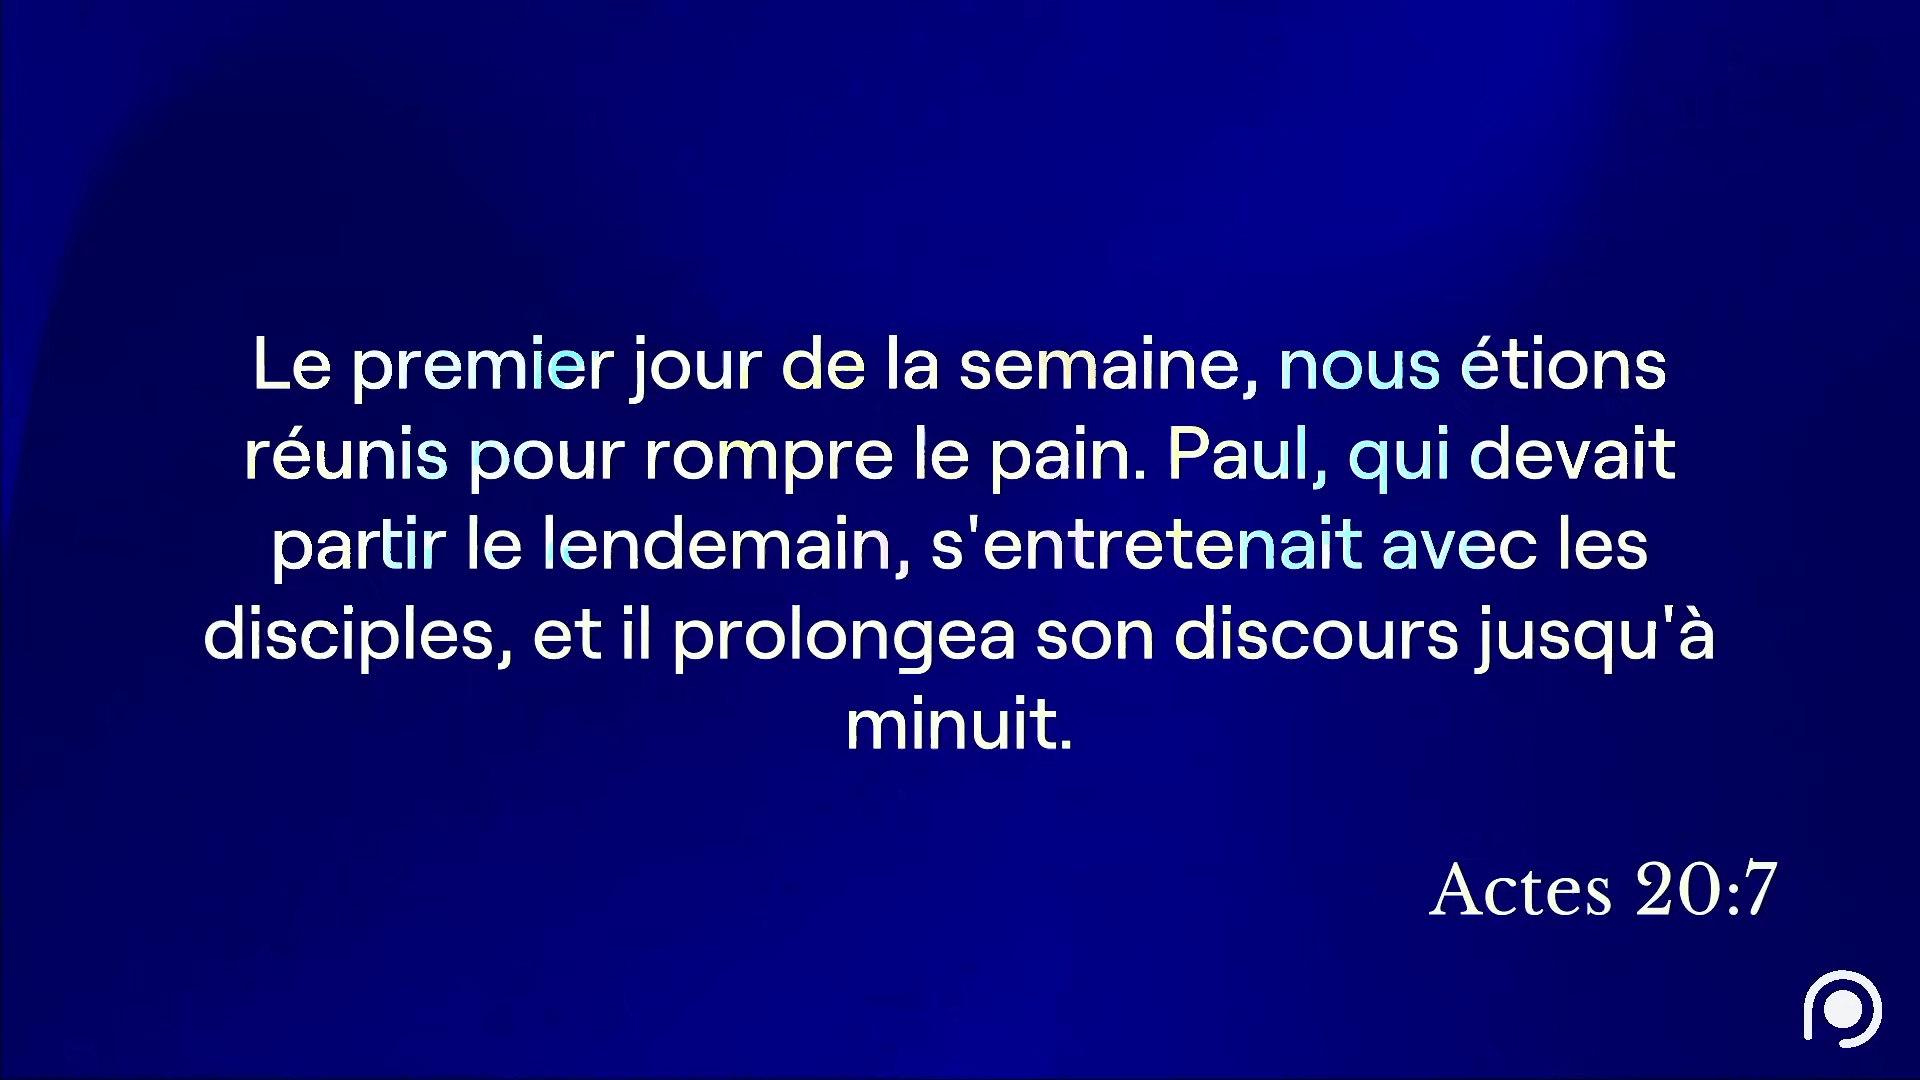 Le premier jour de la semaine, nous étions
réunis pour rompre le pain. Paul, qui devait
partir le lendemain, s'entretenait avec les
disciples, et il prolongea son discours jusqu'à
minuit.
Actes 20:7